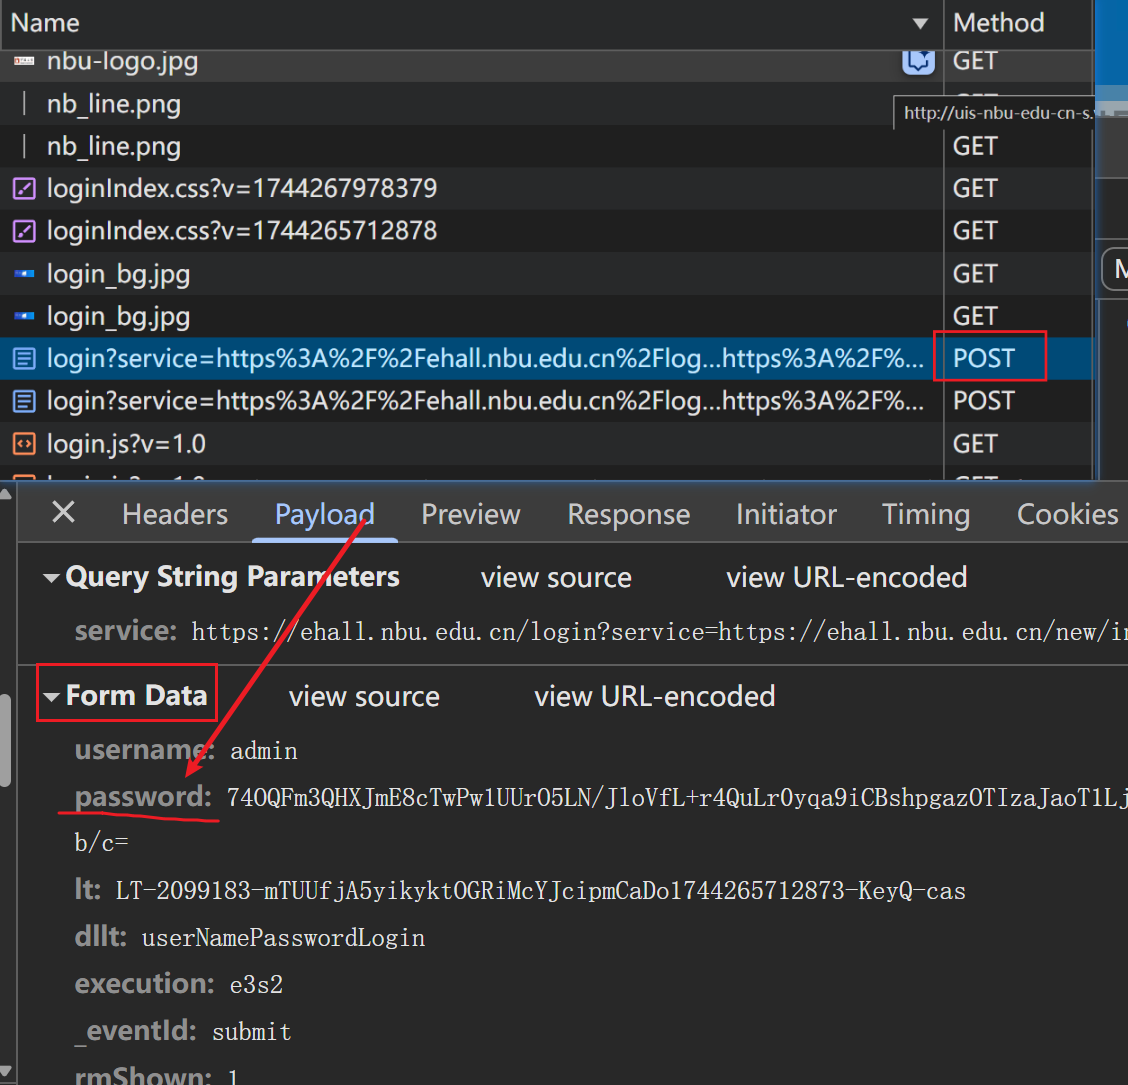 Name Method
nbu-logo.jpg GET
nb_line.png
http://uis-nbu-edu-cn-s.
nb_line.png GET
loginIndex.css?v=1744267978379 GET
loginIndex.css?v=1744265712878 GET
login_bg.jpg GET
login_bg.jpg GET
login?service=https%3A%2F%2Fehall.nbu.edu.cn%2Flog...https%3A%2F%... POST
login?service=https%3A%2F%2Fehall.nbu.edu.cn%2Flog...https%3A%2F%... POST
login.js?v=1.0 GET
Headers Payload Preview Response Initiator Timing Cookies
Query String Parameters view source view URL-encoded
service: https://ehall.nbu.edu.cn/login?service=https://ehall.nbu.edu.cn/new/in
Form Data view source view URL-encoded
username: admin
password: 74OQFm3QHXJmE8cTwPw1UUrO5LN/JloVfL+r4QuLr0yqa9iCBshpgazOTIzaJaoT1Lj
b/c=
lt: LT-2099183-mTUUfjA5yikyktOGRiMcYJcipmCaDo1744265712873-KeyQ-cas
dllt: userNamePasswordLogin
execution: e3s2
_eventId: submit
rmShown: 1